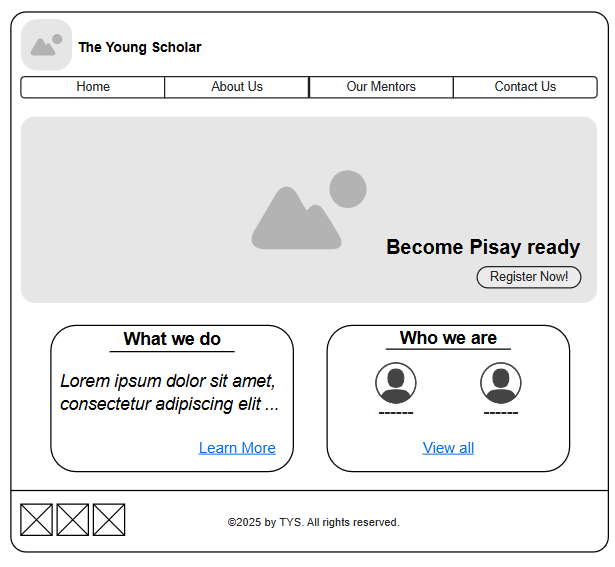 The Young Scholar
Home
About Us
Our Mentors
Contact Us
Become Pisay ready
Register Now!
What we do
Lorem ipsum dolor sit amet,
consectetur adipiscing elit ...
Learn More
Who we are
------
------
View all
©2025 by TYS. All rights reserved.